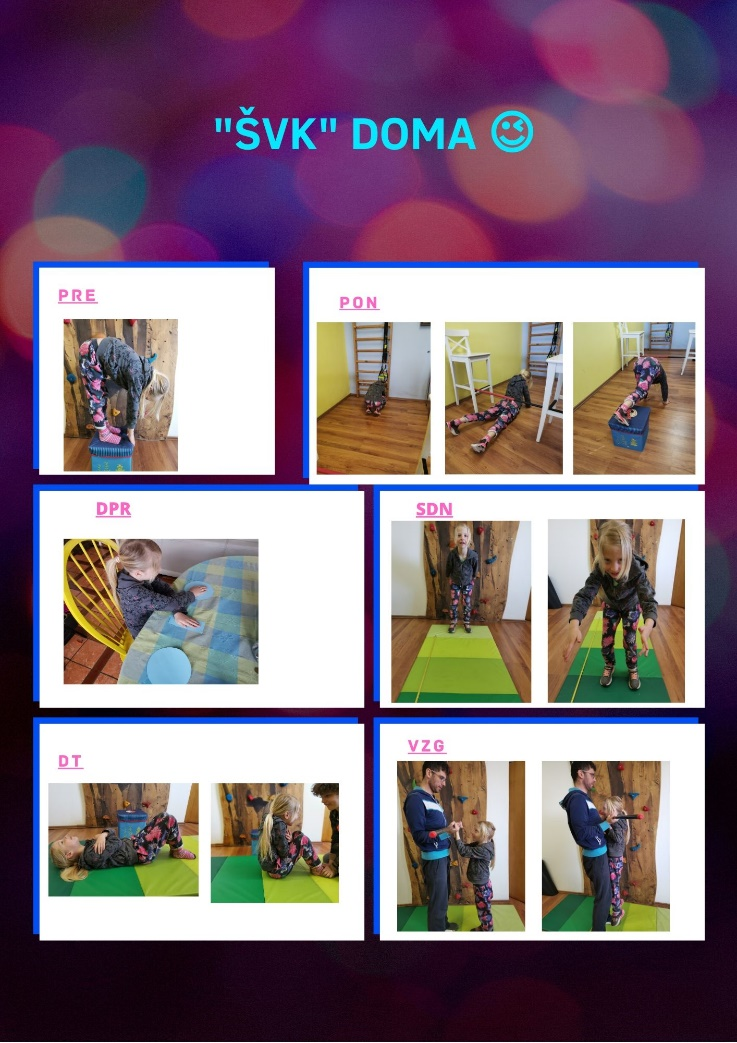 "ŠVK" DOMA 😉
PRE
PON
DPR
SDN
DT
VZG